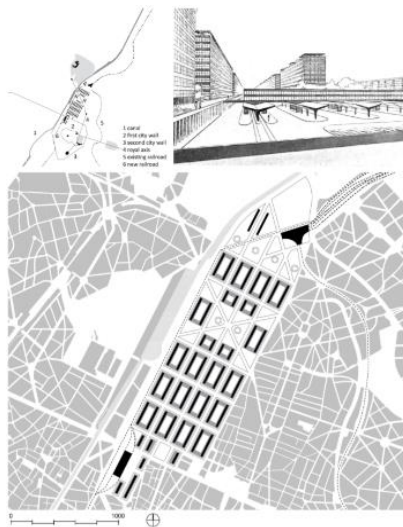 1 canal
2 first city wall
3 second city wall
4 royal axis
5 existing railroad
6 new railroad
0 1000